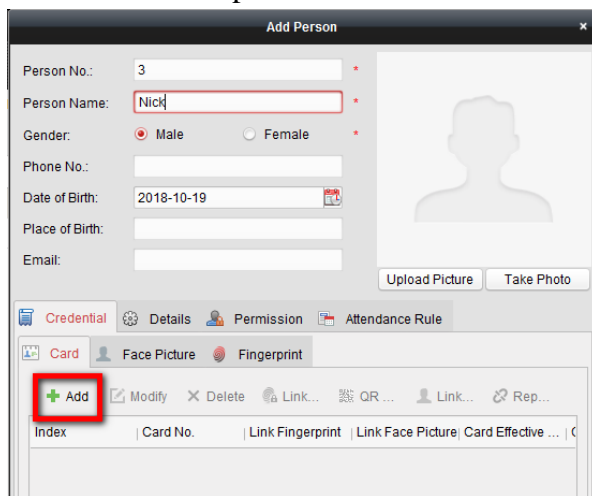 Add Person ×
Person No.: 3 *
Person Name: Nick *
Gender: Male Female *
Phone No.:
Date of Birth: 2018-10-19
Place of Birth:
Email:
Upload Picture Take Photo
Credential Details Permission Attendance Rule
Card Face Picture Fingerprint
Add Modify Delete Link... QR ... Link... Rep...
Index Card No. Link Fingerprint Link Face Picture Card Effective ...